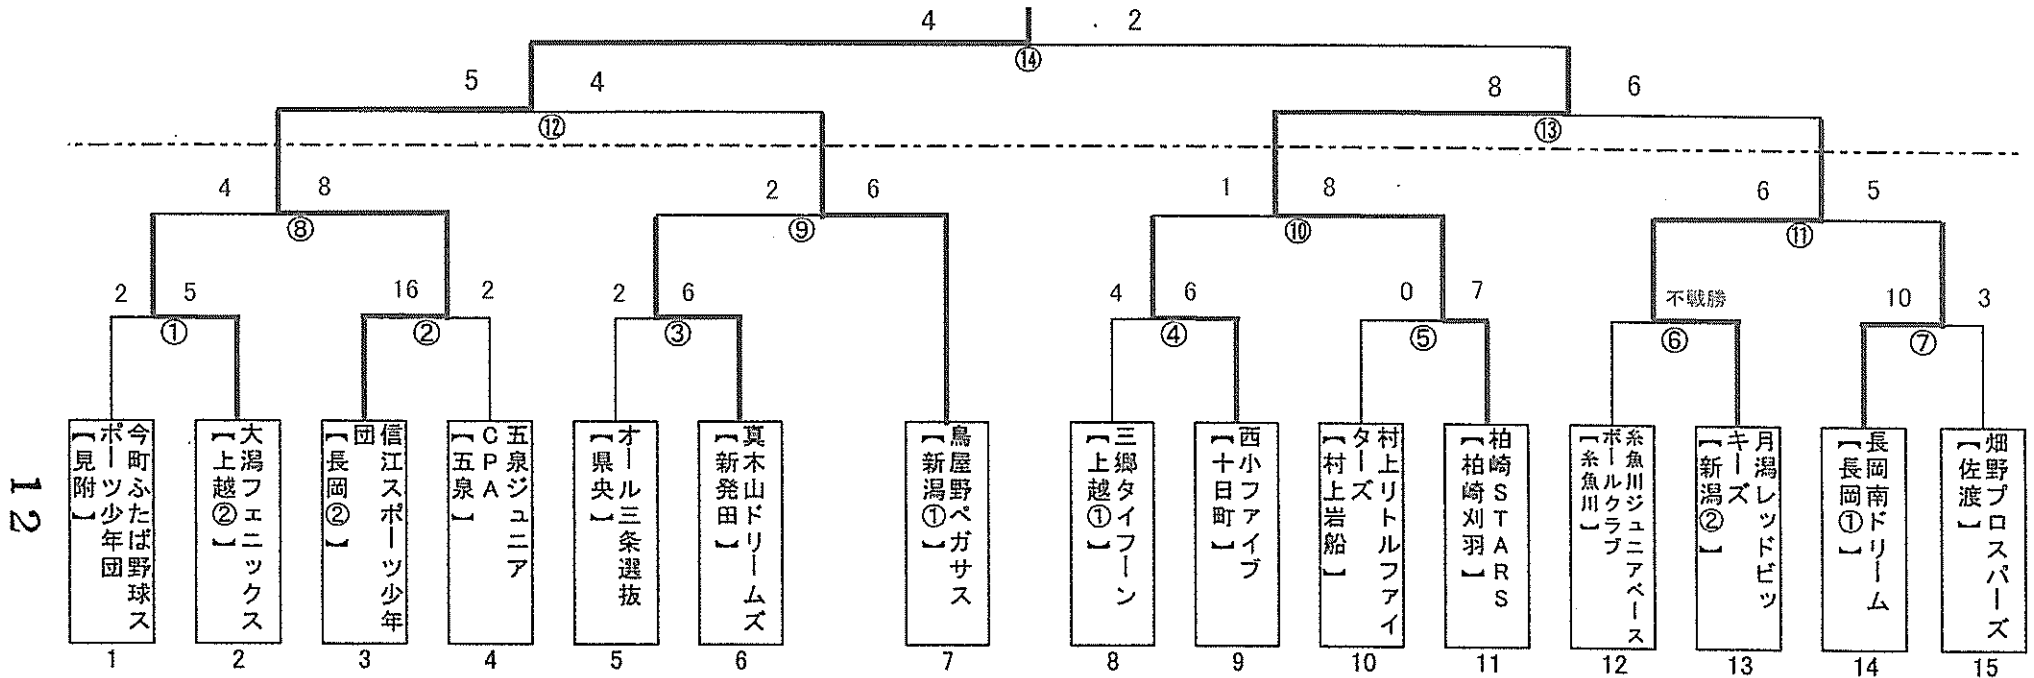 4 2
⑭
5 4 8 6
⑫ ⑬
4 8 2 6 1 8 6 5
⑧ ⑨ ⑩ ⑪
2 5 16 2 2 6 4 6 0 7 不戦勝 10 3
① ② ③ ④ ⑤ ⑥ ⑦
今町ふたば野球ス
ポーツ少年団
【見附】
大潟フェニックス
【上越②】
信江スポーツ少年
団
【長岡②】
五泉ジュニア
CPA
【五泉】
オール三条選抜
【県央】
真木山ドリームズ
【新発田】
鳥屋野ペガサス
【新潟①】
三郷タイフーン
【上越①】
西小ファイブ
【十日町】
村上リトルファイ
ターズ
【村上岩船】
柏崎STARS
【柏崎刈羽】
糸魚川ジュニアベース
ボールクラブ
【糸魚川】
月潟レッドビッ
キーズ
【新潟②】
長岡南ドリーム
【長岡①】
畑野プロスパーズ
【佐渡】
1 2 3 4 5 6 7 8 9 10 11 12 13 14 15
12